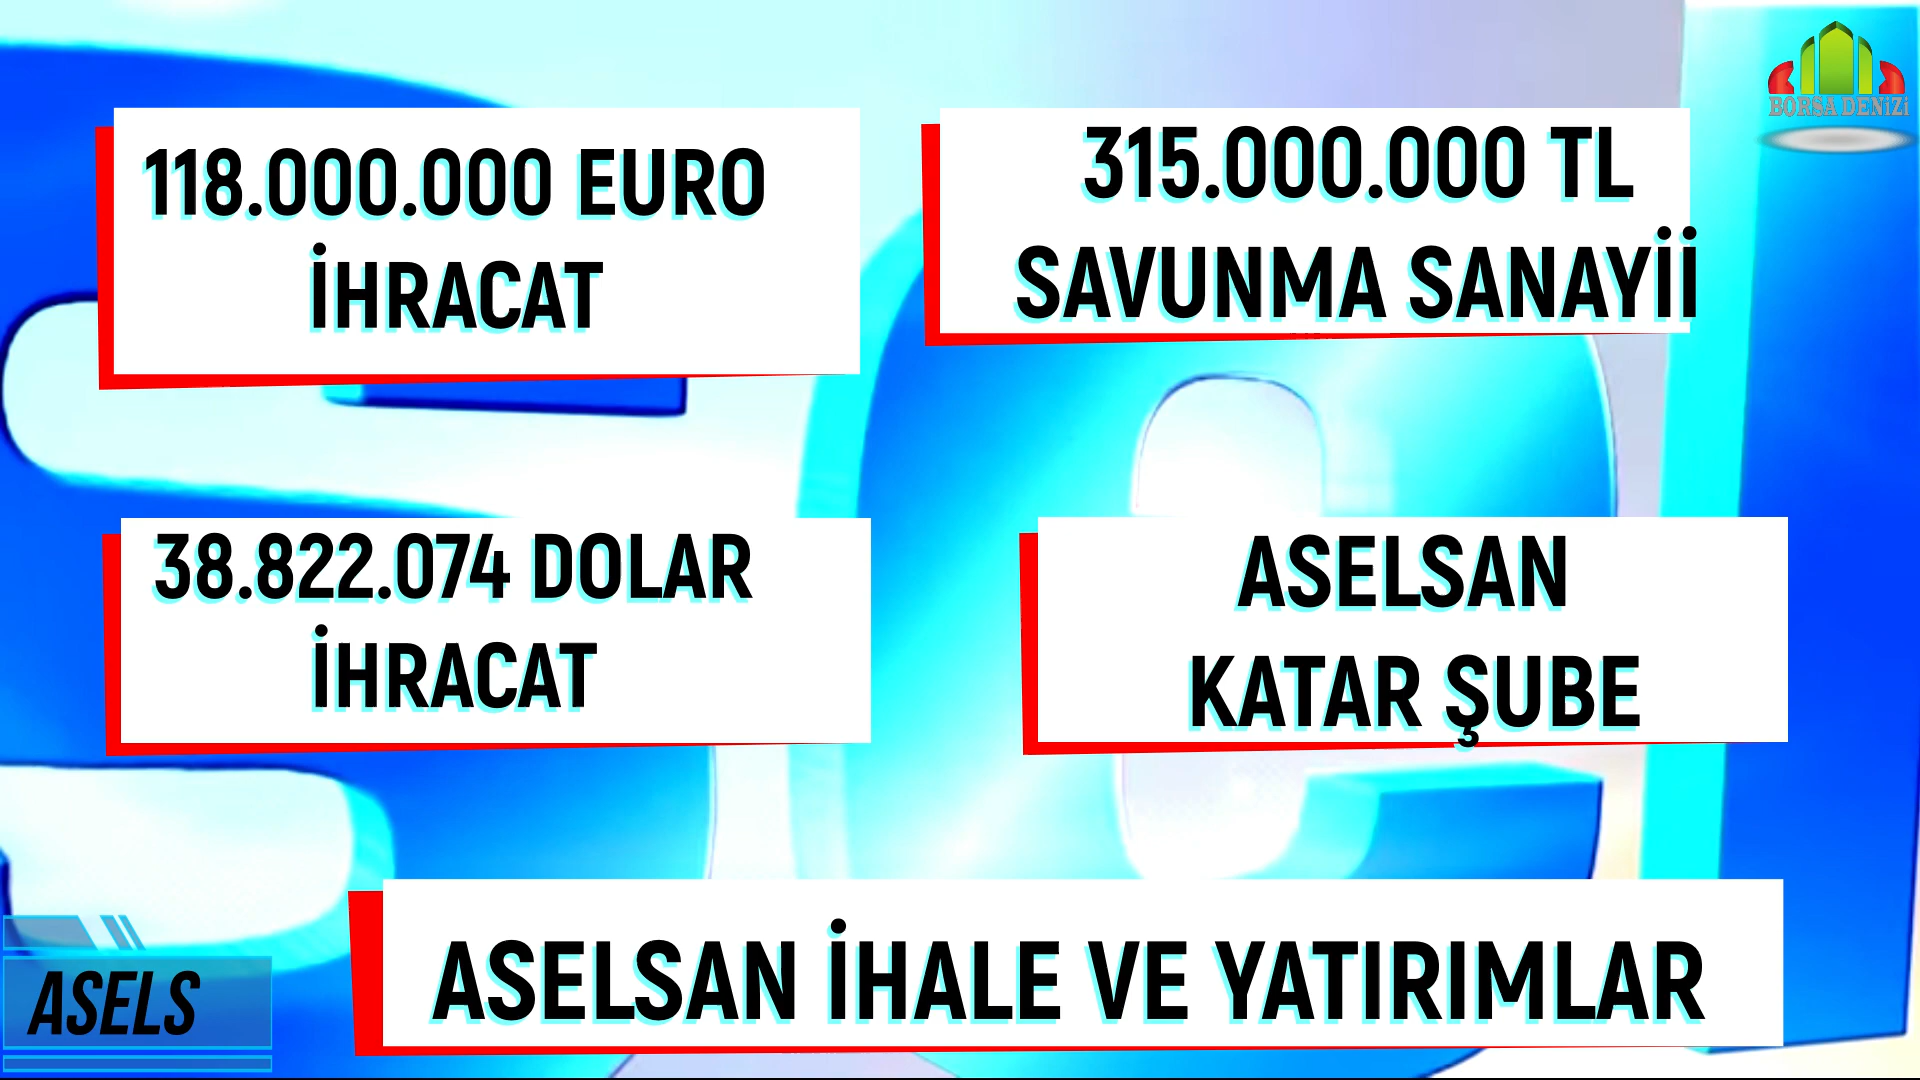 BORSA DENİZİ
118.000.000 EURO
İHRACAT
315.000.000 TL
SAVUNMA SANAYİİ
38.822.074 DOLAR
İHRACAT
ASELSAN
KATAR ŞUBE
ASELSAN İHALE VE YATIRIMLAR
ASELS